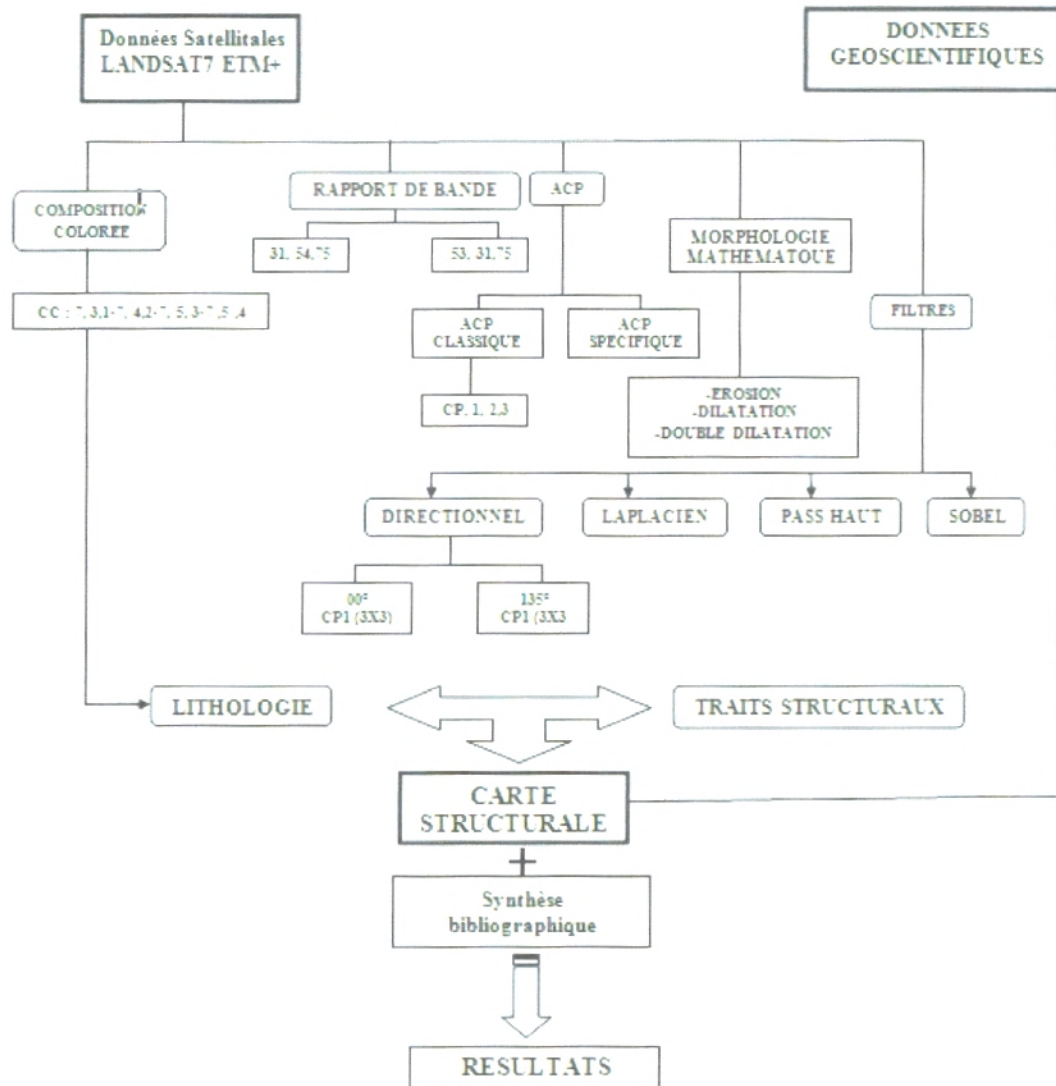 Données Satellitales
LANDSAT7 ETM+
DONNEES
GEOSCIENTIFIQUES
COMPOSITION
COLOREE
RAPPORT DE BANDE
ACP
MORPHOLOGIE
MATHEMATOUE
31, 54,75
53, 31,75
FILTRES
CC : 7, 3,1-7, 4,2-7, 5, 3-7 ,5 ,4
ACP
CLASSIQUE
ACP
SPECIFIQUE
CP, 1, 2,3
-EROSION
-DILATATION
-DOUBLE DILATATION
DIRECTIONNEL
LAPLACIEN
PASS HAUT
SOBEL
00°
CP1 (3X3)
135°
CP1 (3X3
LITHOLOGIE
TRAITS STRUCTURAUX
CARTE
STRUCTURALE
+
Synthèse
bibliographique
=
RESULTATS